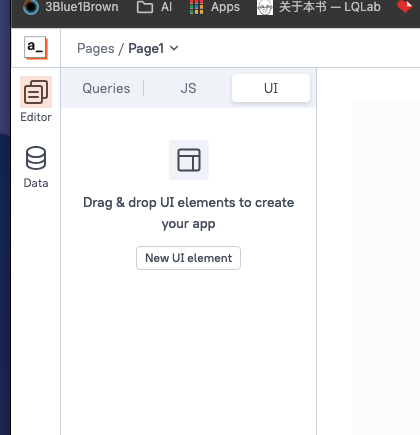 3Blue1Brown AI Apps 关于本书 — LQLab
a_
Pages / Page1
Queries JS UI
Editor
Data
Drag & drop UI elements to create
your app
New UI element